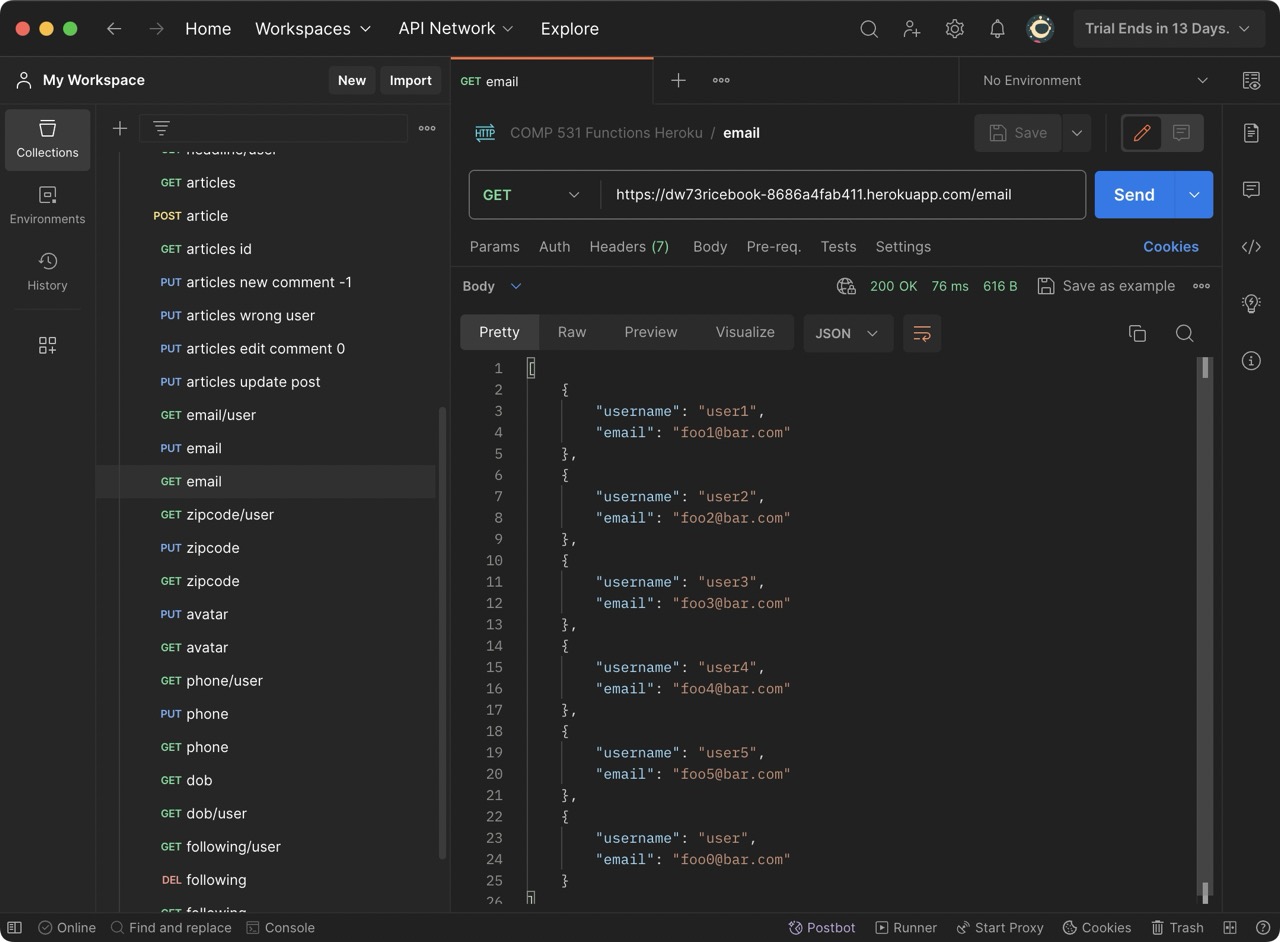 Home Workspaces API Network Explore Trial Ends in 13 Days.
My Workspace New Import
GET email
No Environment
Collections
Environments
History
headline/user
GET articles
POST article
GET articles id
PUT articles new comment -1
PUT articles wrong user
PUT articles edit comment 0
PUT articles update post
GET email/user
PUT email
GET email
GET zipcode/user
PUT zipcode
GET zipcode
PUT avatar
GET avatar
GET phone/user
PUT phone
GET phone
GET dob
GET dob/user
GET following/user
DEL following
GET following
HTTP COMP 531 Functions Heroku / email Save
GET https://dw73ricebook-8686a4fab411.herokuapp.com/email Send
Params Auth Headers (7) Body Pre-req. Tests Settings Cookies
Body 200 OK 76 ms 616 B Save as example
Pretty Raw Preview Visualize JSON
1 [
2 {
3 "username": "user1",
4 "email": "foo1@bar.com"
5 },
6 {
7 "username": "user2",
8 "email": "foo2@bar.com"
9 },
10 {
11 "username": "user3",
12 "email": "foo3@bar.com"
13 },
14 {
15 "username": "user4",
16 "email": "foo4@bar.com"
17 },
18 {
19 "username": "user5",
20 "email": "foo5@bar.com"
21 },
22 {
23 "username": "user",
24 "email": "foo0@bar.com"
25 }
26 ]
Online Find and replace Console Postbot Runner Start Proxy Cookies Trash